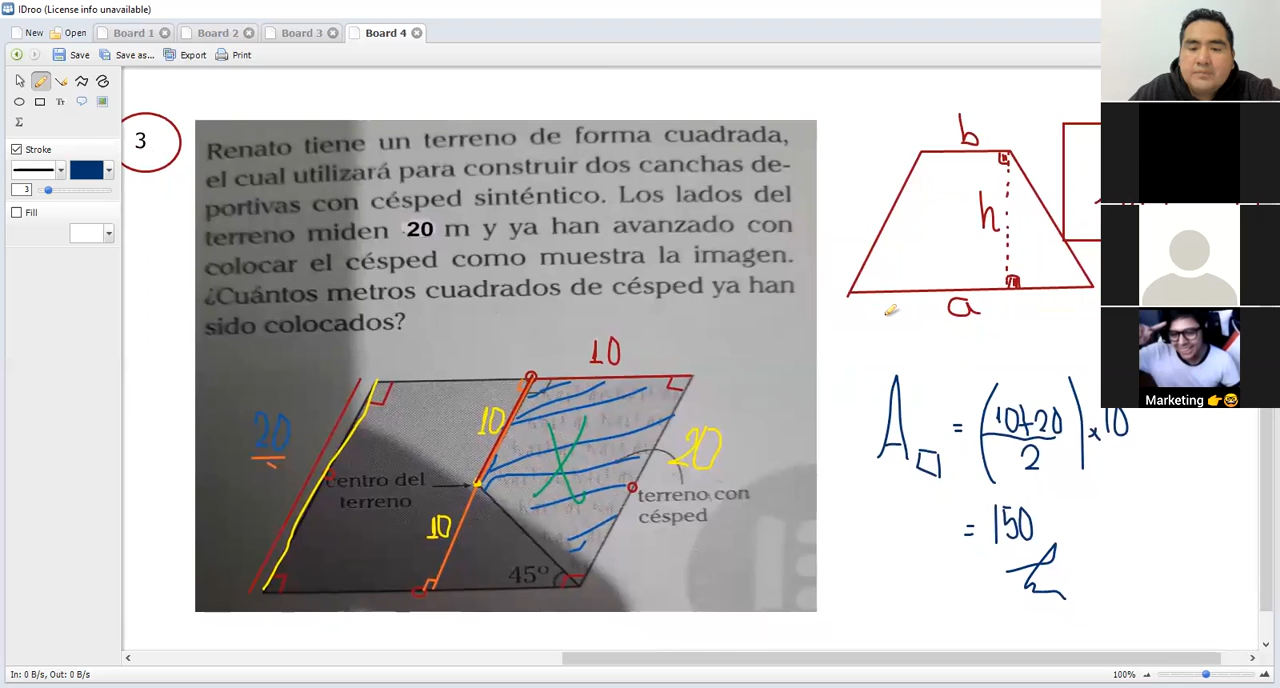 IDroo (License info unavailable)
New Open Board 1 Board 2 Board 3 Board 4
Save Save as... Export Print
Stroke
3
Fill
3
Renato tiene un terreno de forma cuadrada,
el cual utilizará para construir dos canchas de-
portivas con césped sinténtico. Los lados del
terreno miden 20 m y ya han avanzado con
colocar el césped como muestra la imagen.
¿Cuántos metros cuadrados de césped ya han
sido colocados?
10
20
10
20
centro del
terreno
terreno con
césped
10
45°
b
h
a
A = (10+20
2) x 10
= 150
Marketing 👉🤓
In: 0 B/s, Out: 0 B/s
100%